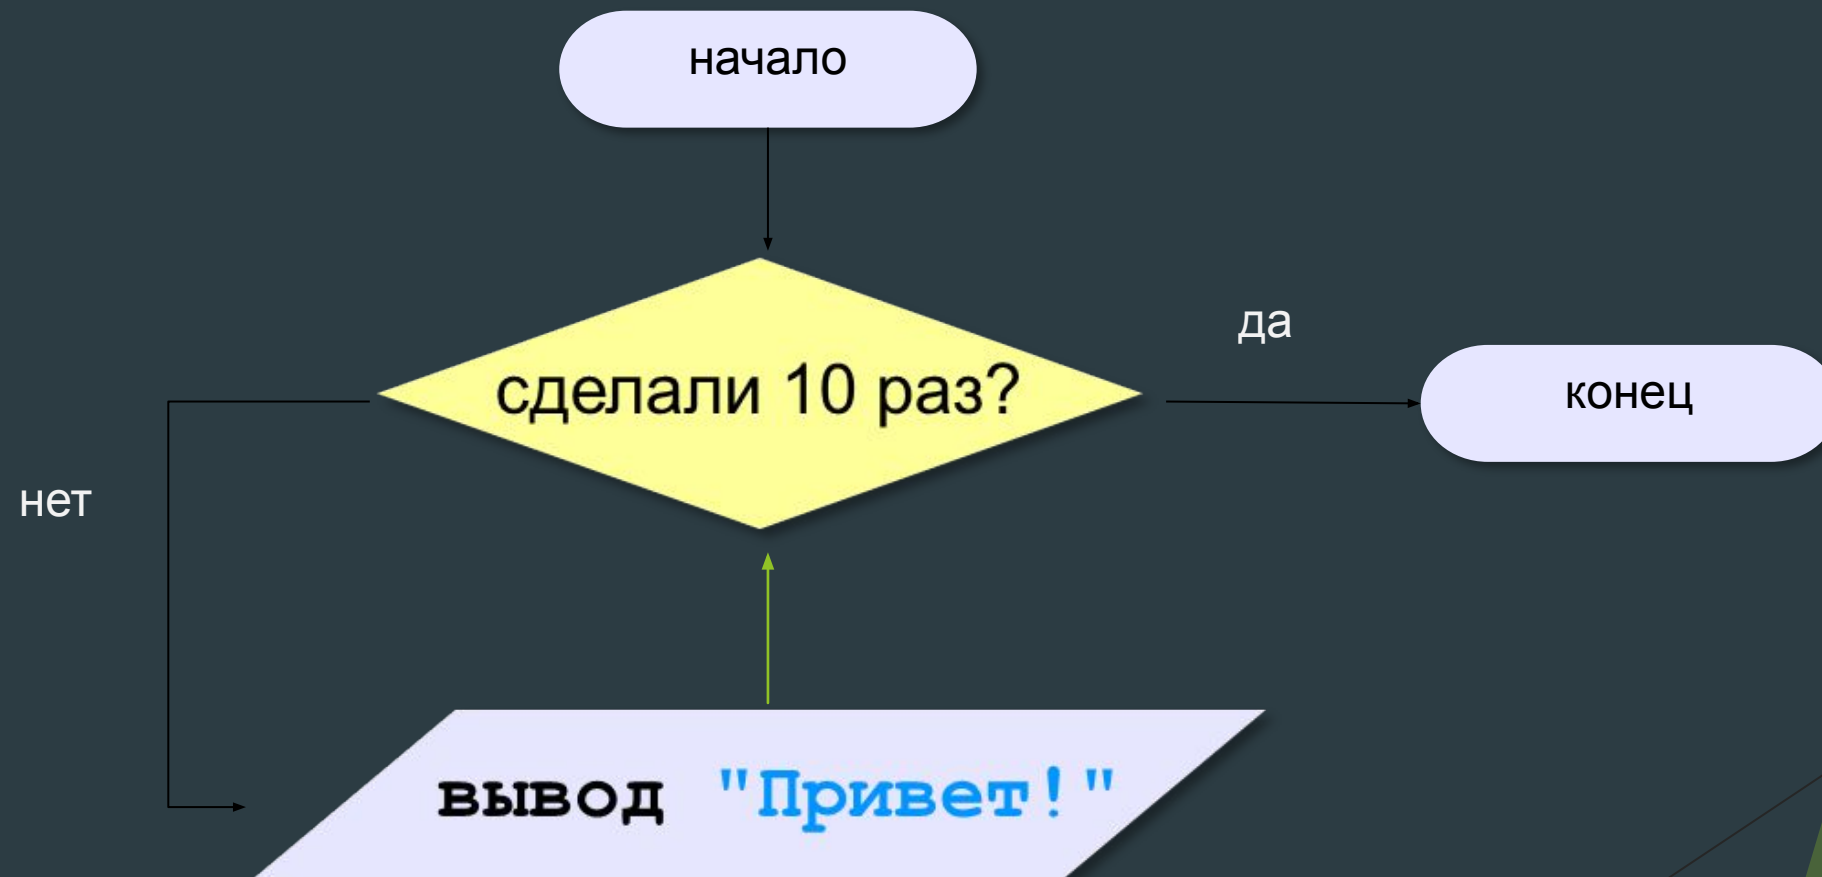 начало
сделали 10 раз?
да
конец
нет
вывод "Привет!"